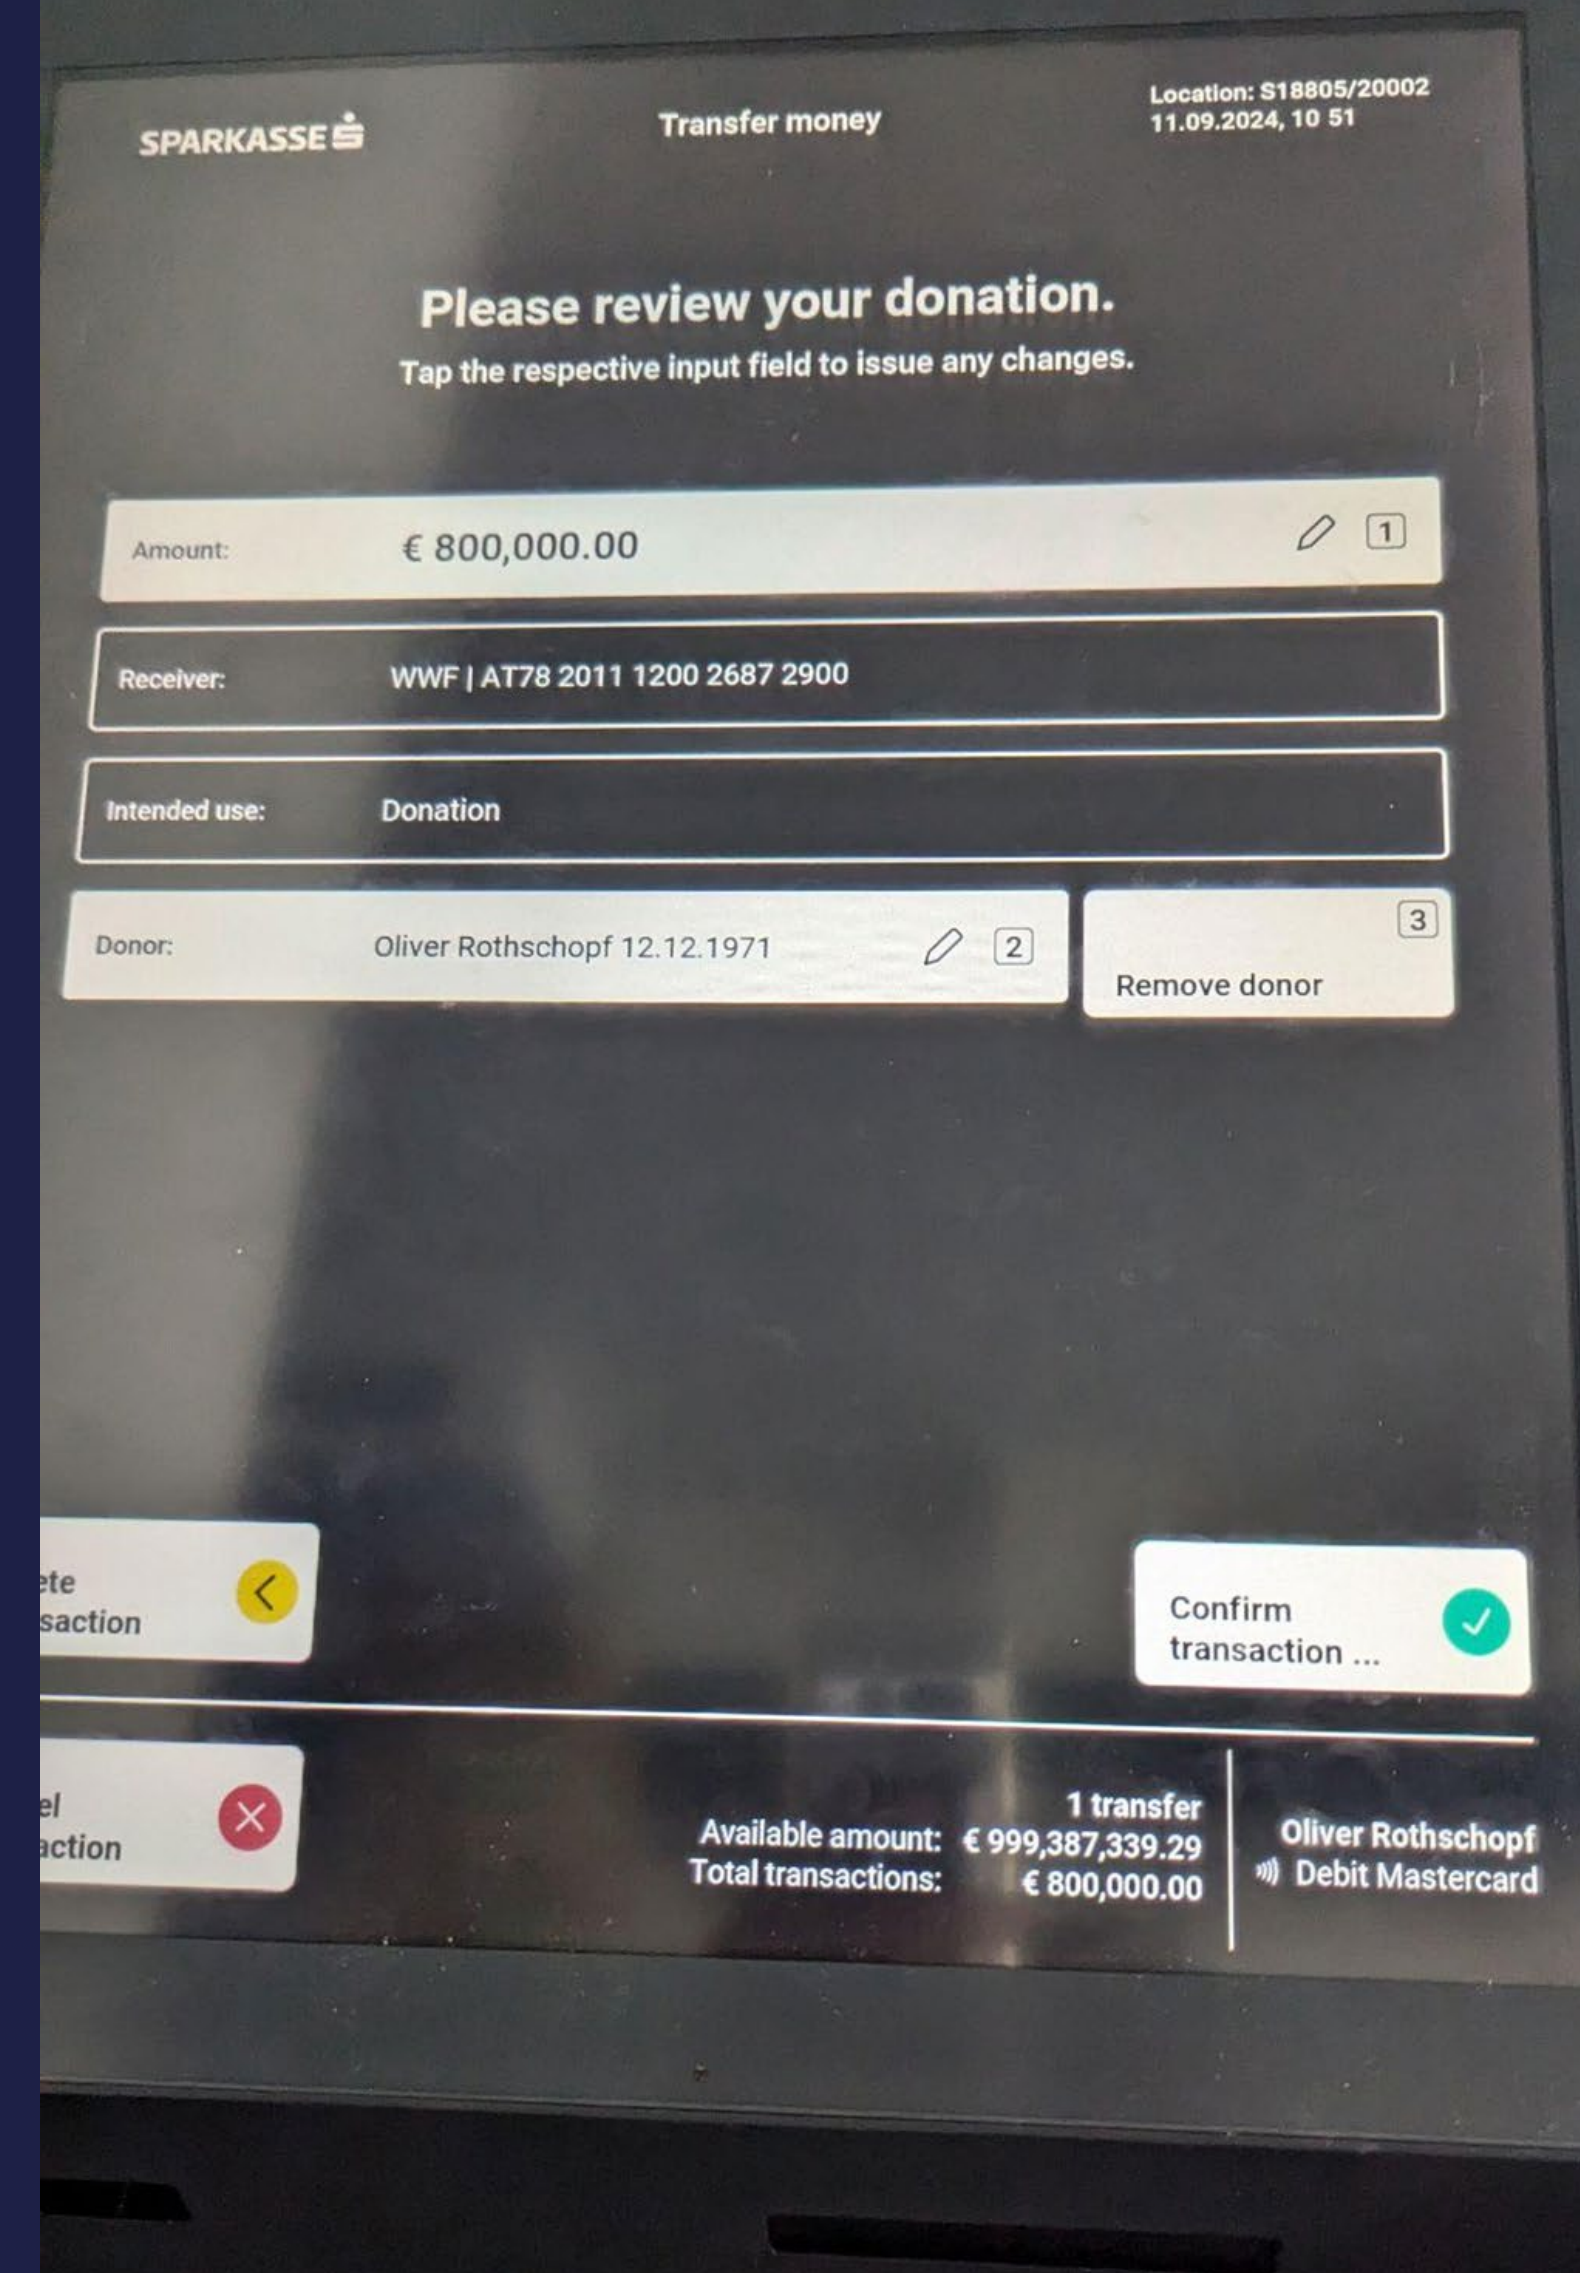 SPARKASSE
Transfer money
Location: S18805/20002
11.09.2024, 10 51
Please review your donation.
Tap the respective input field to issue any changes.
Amount: € 800,000.00 1
Receiver: WWF | AT78 2011 1200 2687 2900
Intended use: Donation
Donor: Oliver Rothschopf 12.12.1971 2
3
Remove donor
ete
saction
Confirm
transaction ...
el
action
1 transfer
Available amount: € 999,387,339.29
Total transactions: € 800,000.00
Oliver Rothschopf
Debit Mastercard